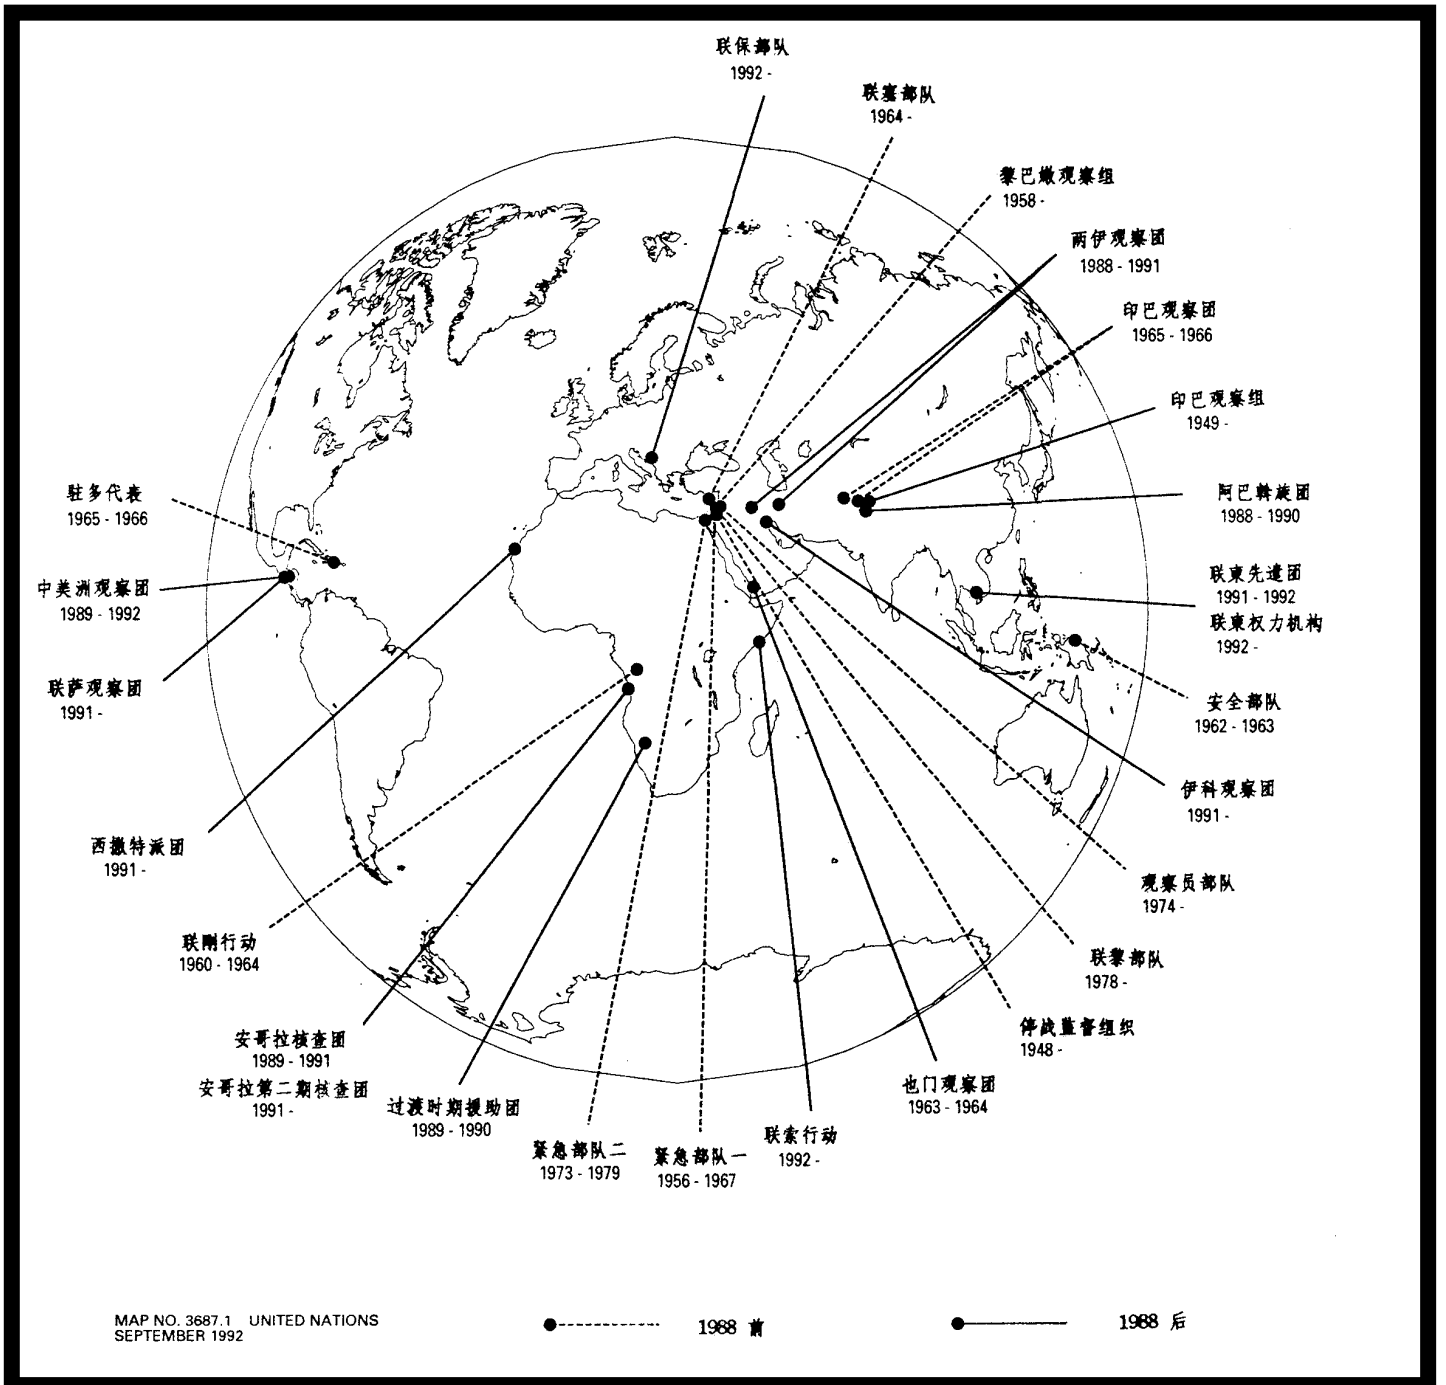 联保部队
1992 -
联塞部队
1964 -
黎巴嫩观察组
1958 -
两伊观察团
1988 - 1991
印巴观察团
1965 - 1966
印巴观察组
1949 -
驻多代表
1965 - 1966
阿巴斡旋团
1988 - 1990
中美洲观察团
1989 - 1992
联柬先遣团
1991 - 1992
联柬权力机构
1992 -
联萨观察团
1991 -
安全部队
1962 - 1963
伊科观察团
1991 -
西撒特派团
1991 -
观察员部队
1974 -
联刚行动
1960 - 1964
联黎部队
1978 -
停战监督组织
1948 -
安哥拉核查团
1989 - 1991
安哥拉第二期核查团
1991 -
过渡时期援助团
1989 - 1990
也门观察团
1963 - 1964
联索行动
1992 -
紧急部队二
1973 - 1979
紧急部队一
1956 - 1967
MAP NO. 3687.1 UNITED NATIONS
SEPTEMBER 1992
1988 前
1988 后